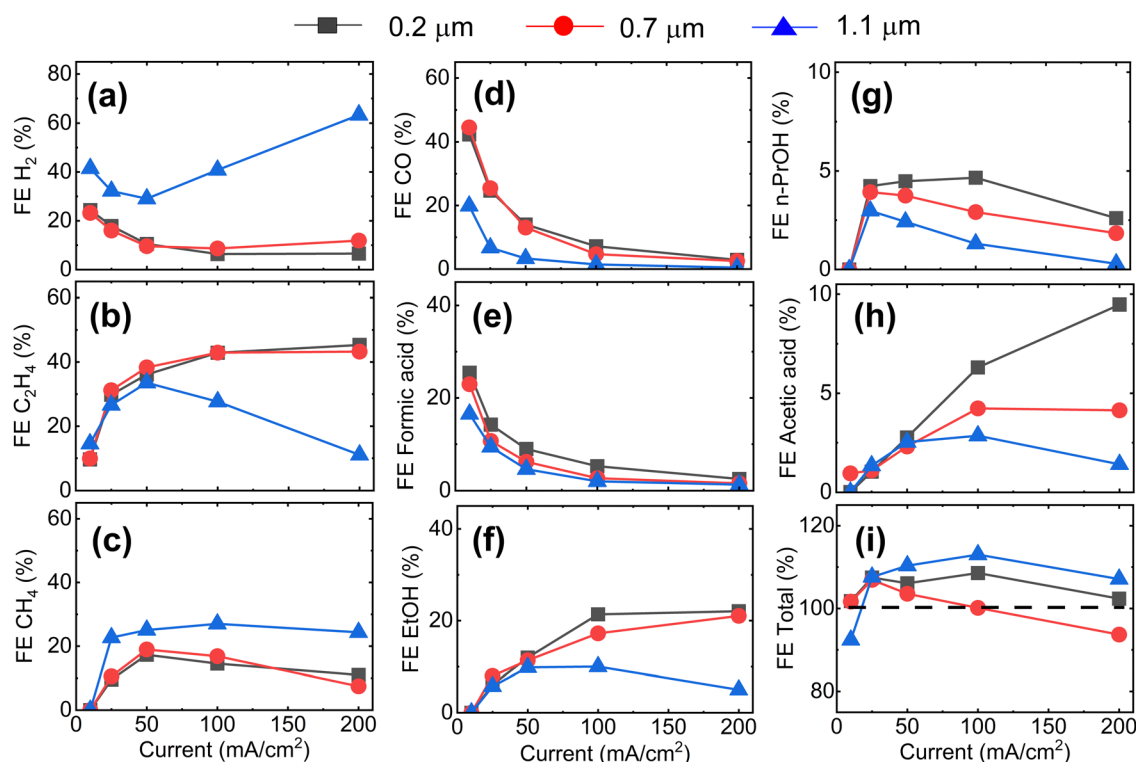 0.2 μm
0.7 μm
1.1 μm
(a)
FE H2 (%)
0
20
40
60
80
(d)
FE CO (%)
0
20
40
60
(g)
FE n-PrOH (%)
0
5
10
(b)
FE C2H4 (%)
0
20
40
60
(e)
FE Formic acid (%)
0
20
40
(h)
FE Acetic acid (%)
0
5
10
(c)
FE CH4 (%)
0
20
40
60
0 50 100 150 200
Current (mA/cm²)
(f)
FE EtOH (%)
0
20
40
0 50 100 150 200
Current (mA/cm²)
(i)
FE Total (%)
80
100
120
0 50 100 150 200
Current (mA/cm²)